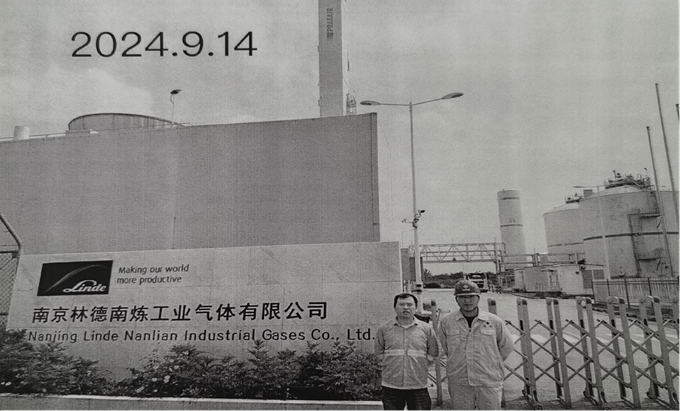 2024.9.14
PRAXAIR
Linde
Making our world
more productive
南京林德南炼工业气体有限公司
Nanjing Linde Nanlian Industrial Gases Co., Ltd.